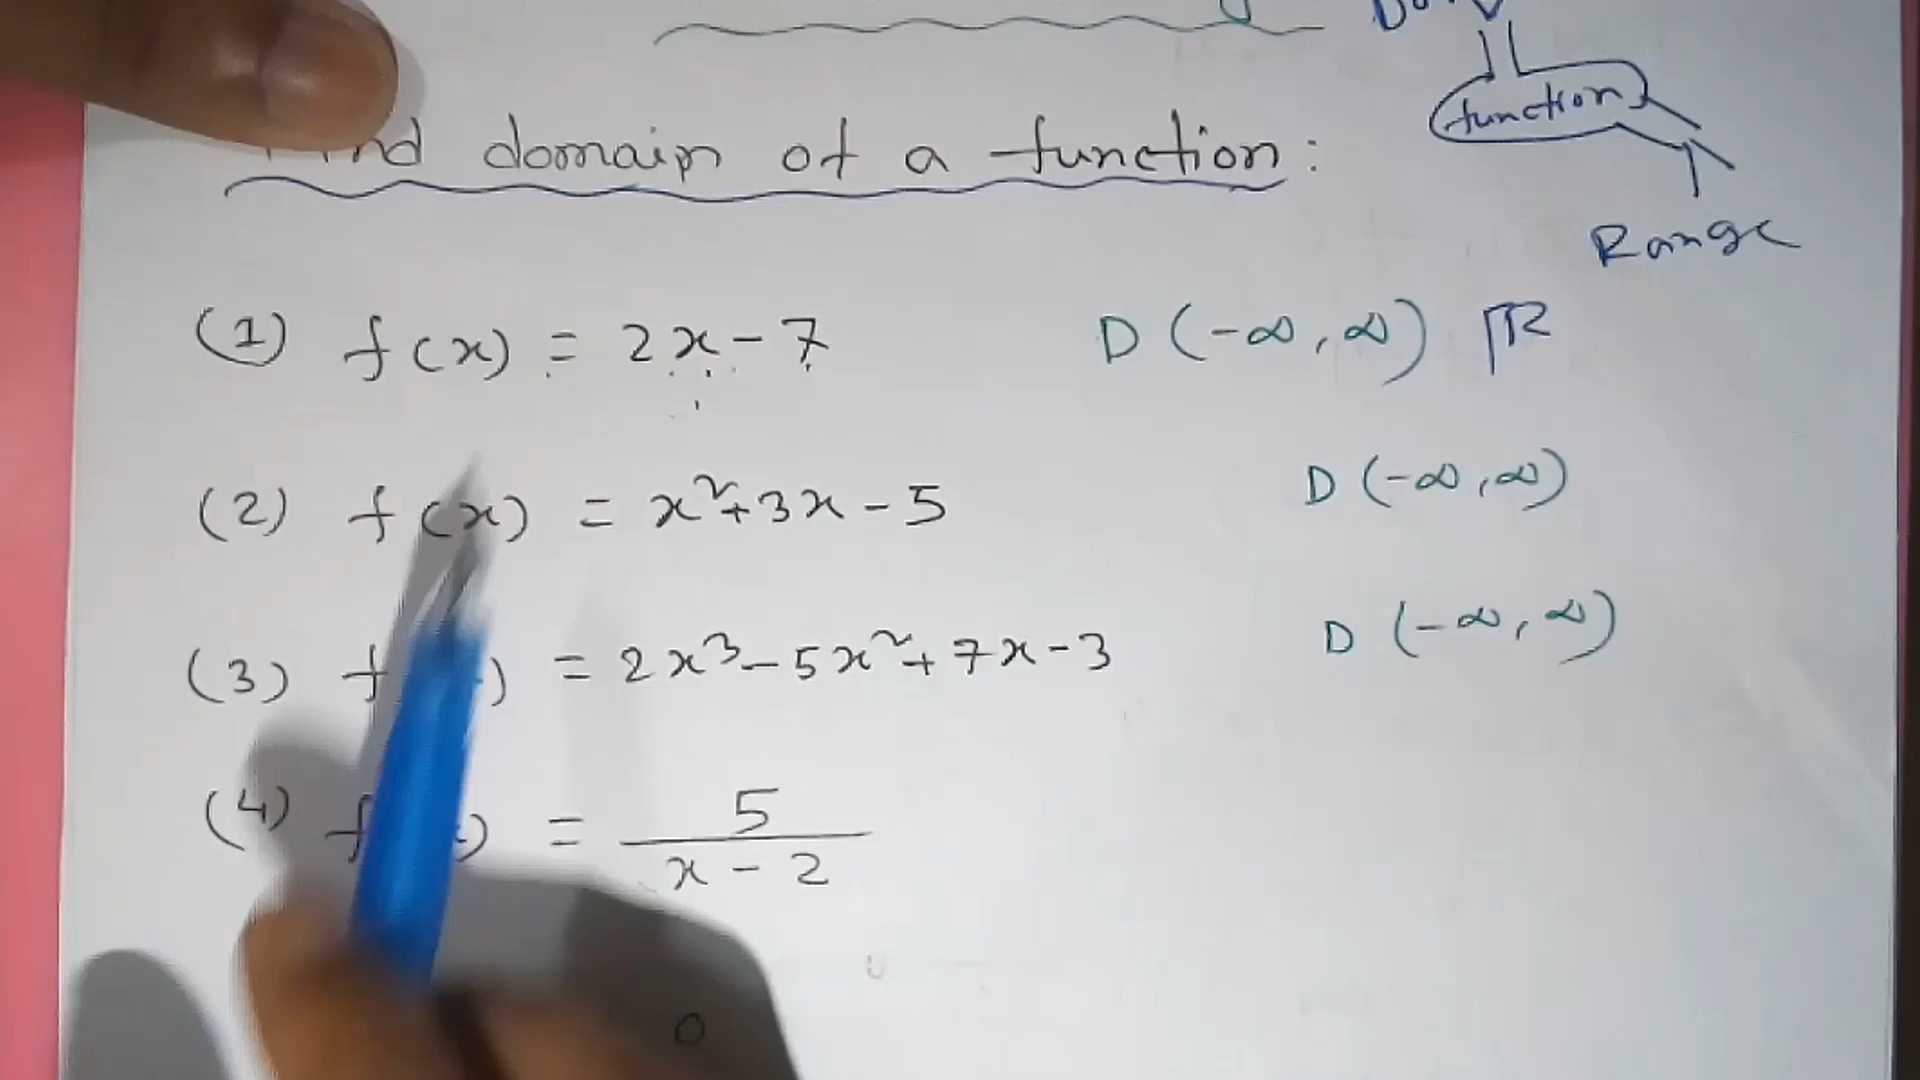 function
domain of a function:
Range
(1) f(x) = 2x - 7 D (-∞, ∞) ℝ
(2) f(x) = x²+3x - 5 D (-∞, ∞)
(3) f ) = 2x³ - 5x² + 7x - 3 D (-∞, ∞)
(4) f ) = 5
x - 2